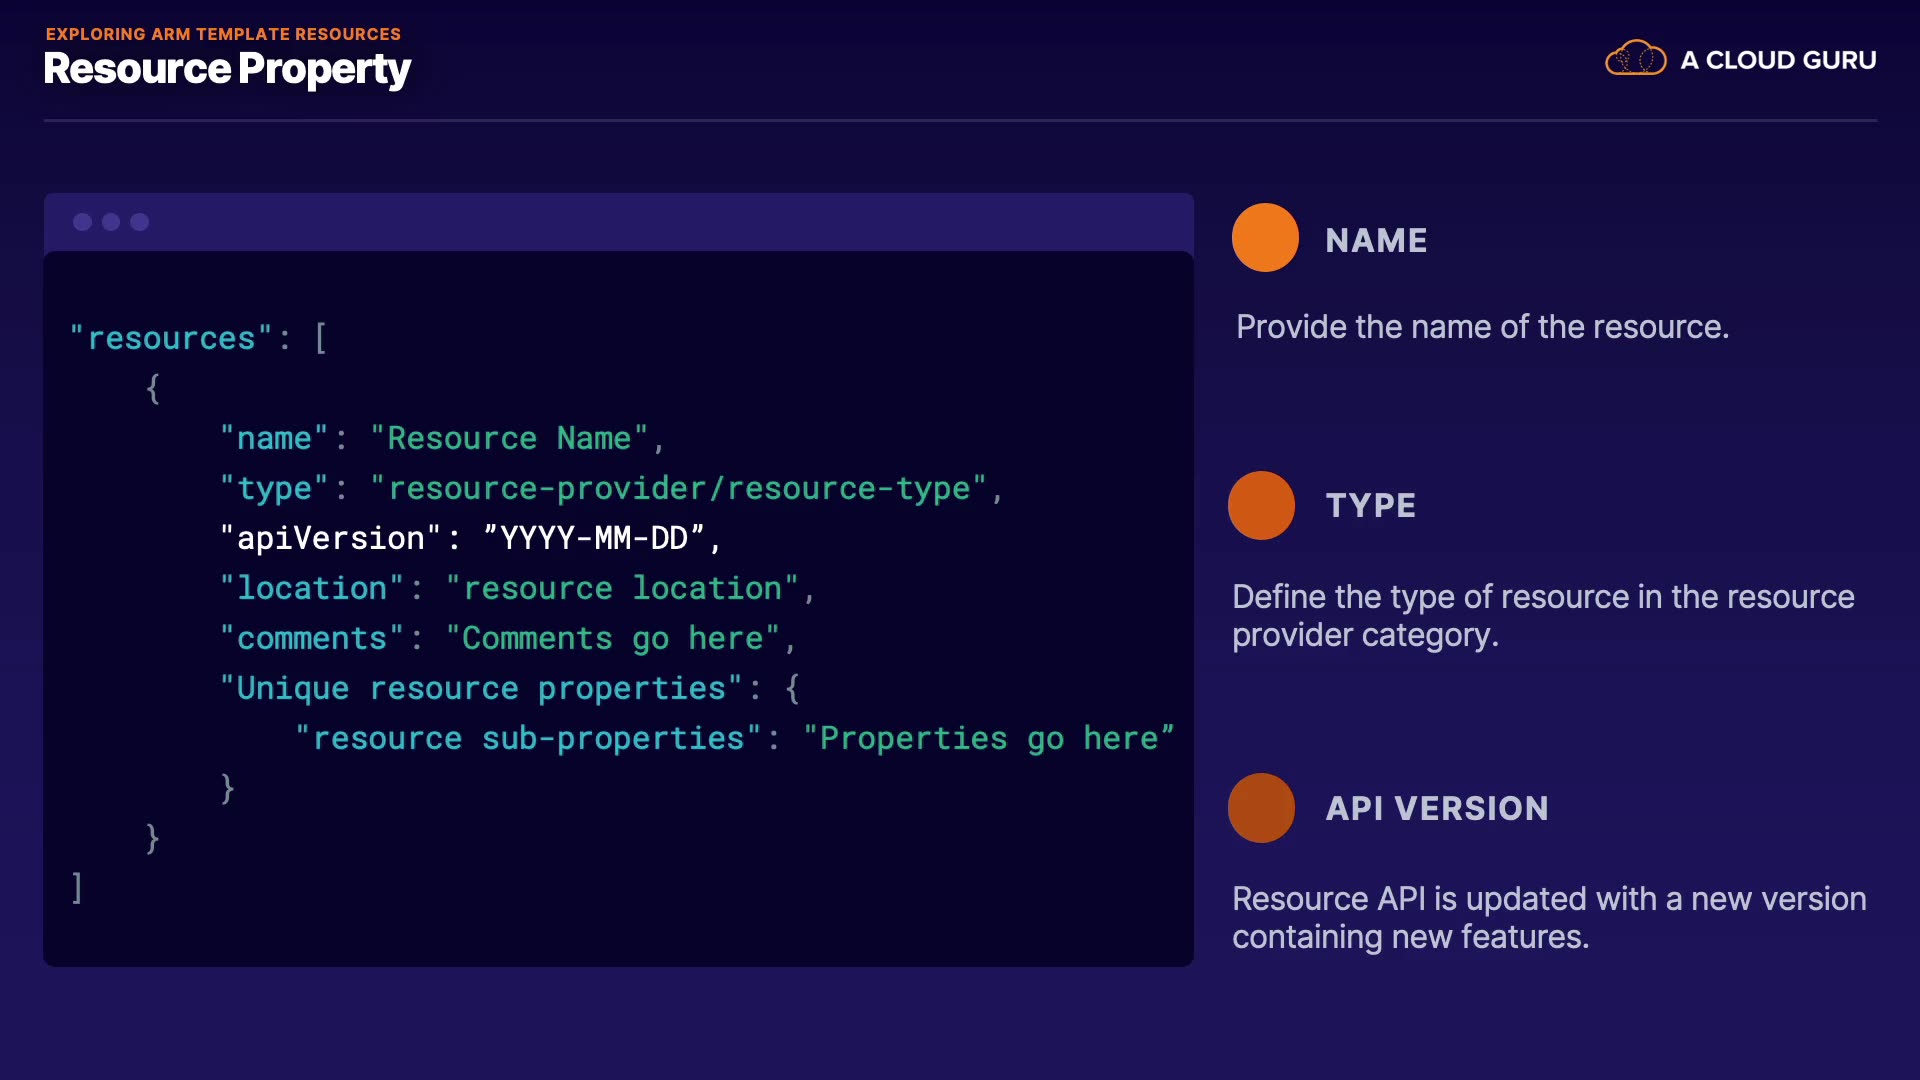 EXPLORING ARM TEMPLATE RESOURCES
Resource Property
A CLOUD GURU
"resources": [
{
"name": "Resource Name",
"type": "resource-provider/resource-type",
"apiVersion": ”YYYY-MM-DD”,
"location": "resource location",
"comments": "Comments go here",
"Unique resource properties": {
"resource sub-properties": "Properties go here”
}
}
]
NAME
Provide the name of the resource.
TYPE
Define the type of resource in the resource
provider category.
API VERSION
Resource API is updated with a new version
containing new features.